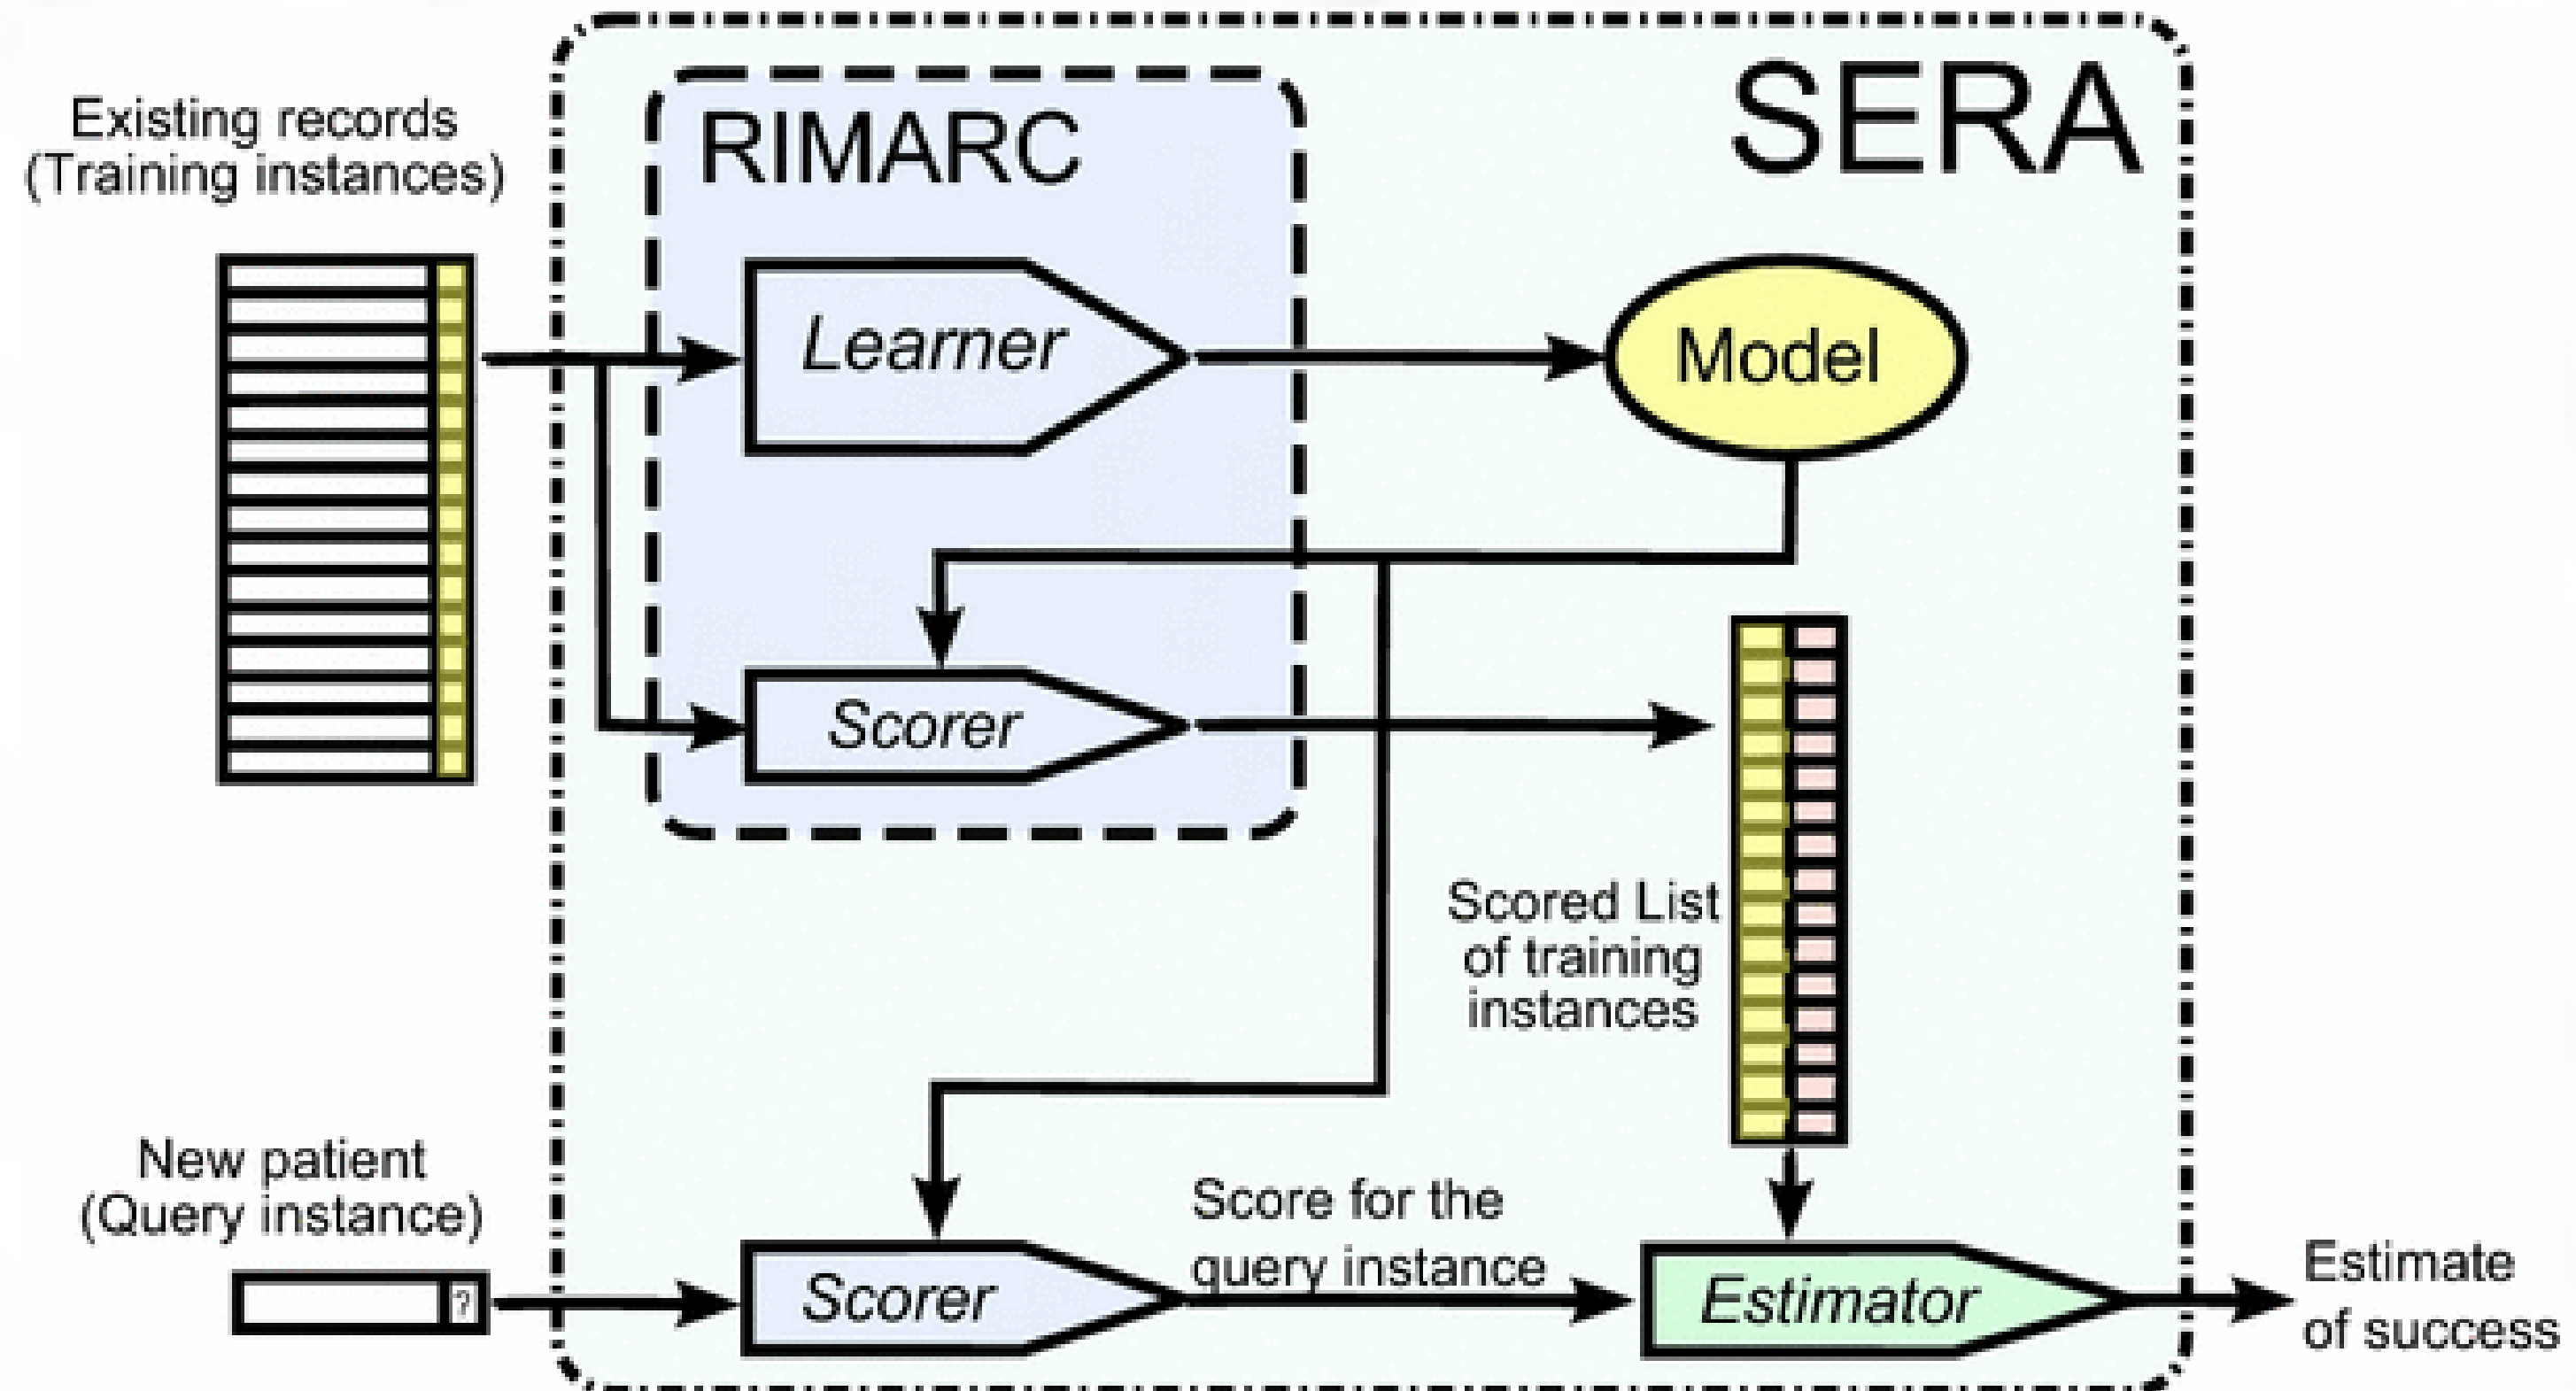 SERA
RIMARC
Existing records
(Training instances)
Learner
Model
Scorer
Scored List
of training
instances
New patient
(Query instance)
?
Scorer
Score for the
query instance
Estimator
Estimate
of success